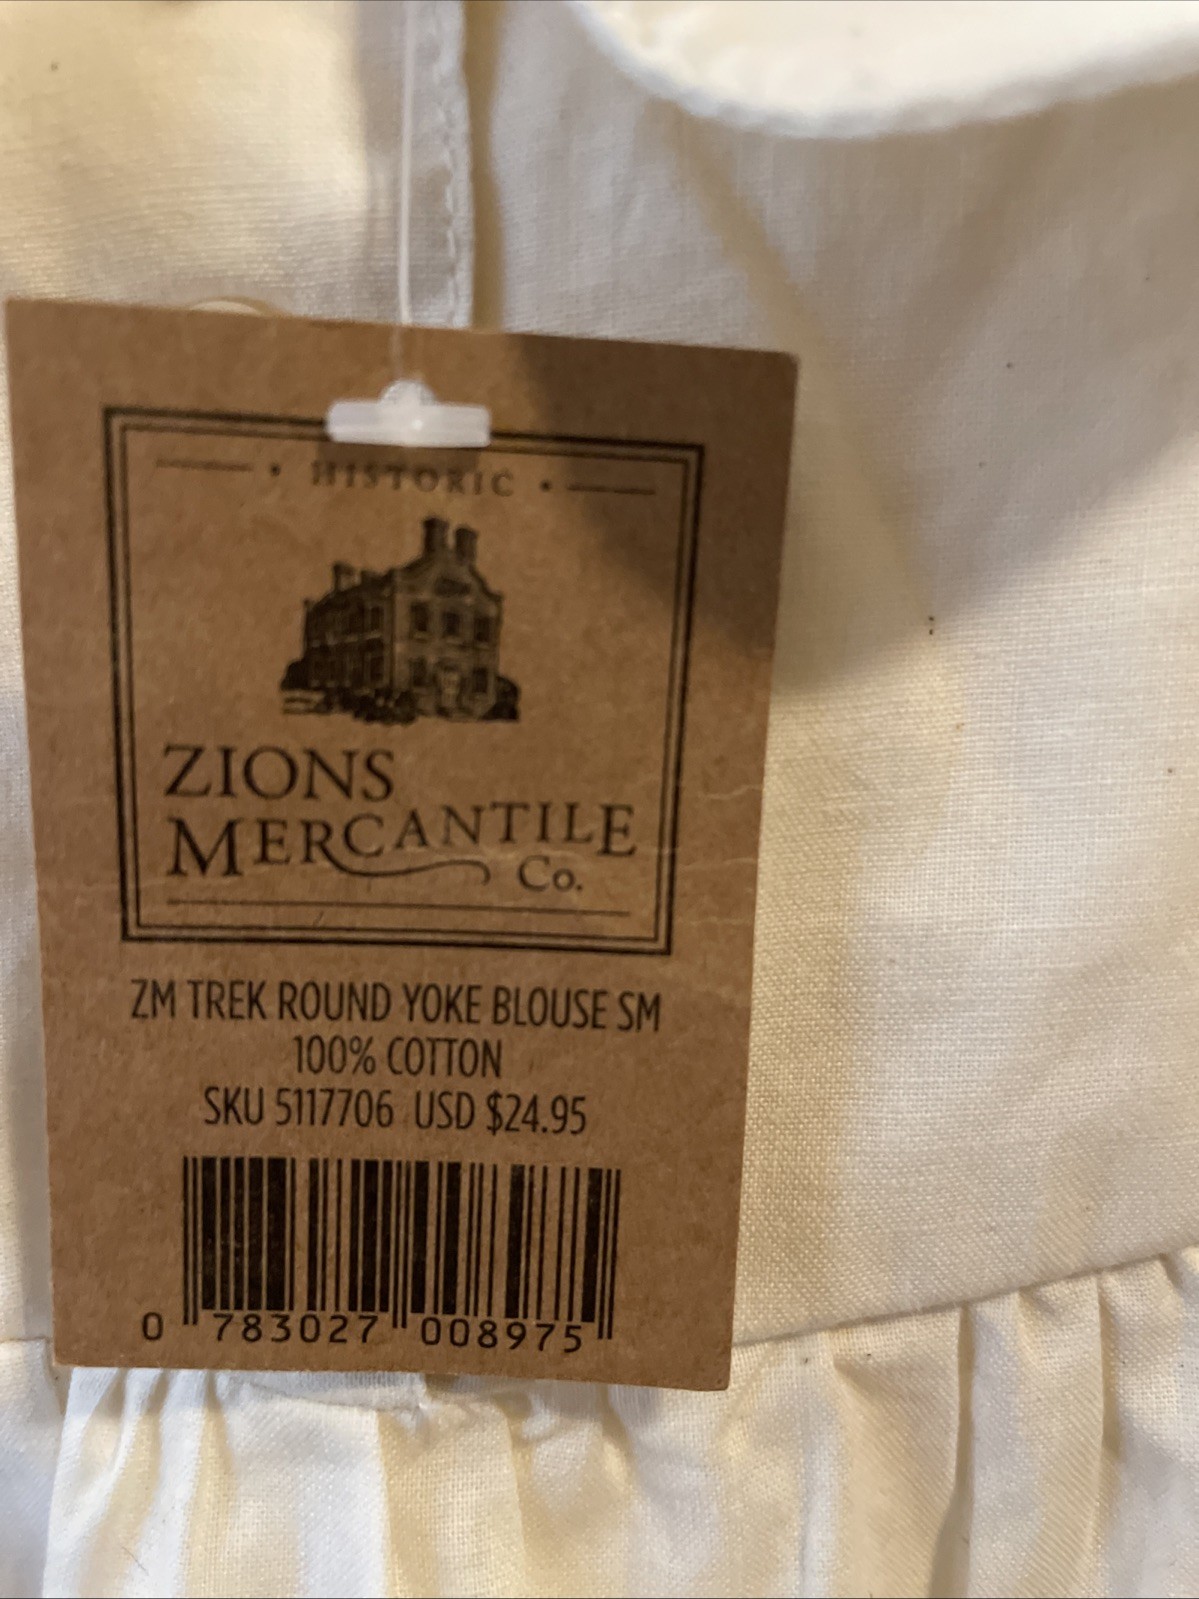 HISTORIC
ZIONS
MERCANTILE
Co.
ZM TREK ROUND YOKE BLOUSE SM
100% COTTON
SKU 5117706 USD $24.95
0 783027 008975